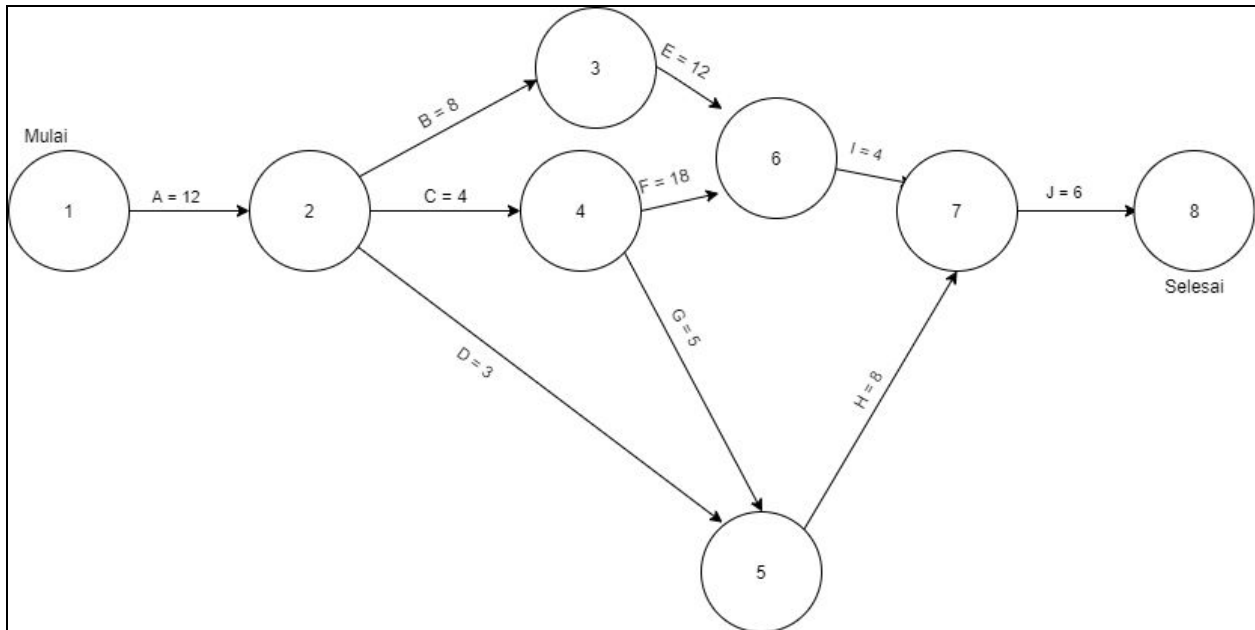 3
E = 12
B = 8
Mulai
6
I = 4
1
A = 12
2
C = 4
4
F = 18
7
J = 6
8
Selesai
G = 5
D = 3
H = 8
5